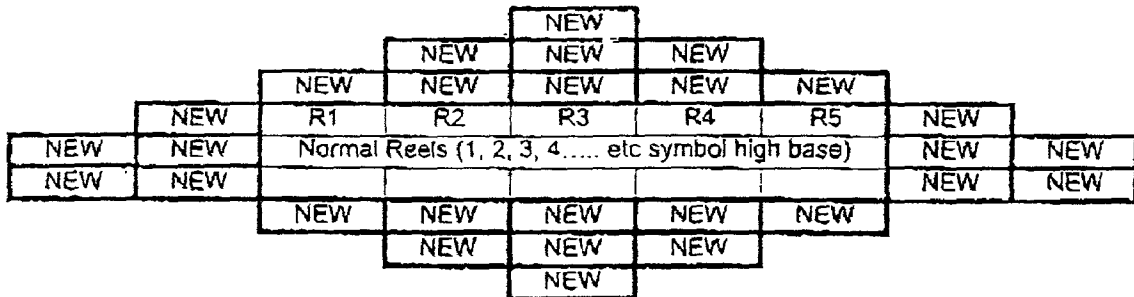 NEW
NEW NEW NEW
NEW NEW NEW NEW NEW
NEW R1 R2 R3 R4 R5 NEW
NEW NEW Normal Reels (1, 2, 3, 4..... etc symbol high base) NEW NEW
NEW NEW NEW NEW
NEW NEW NEW NEW NEW
NEW NEW NEW
NEW